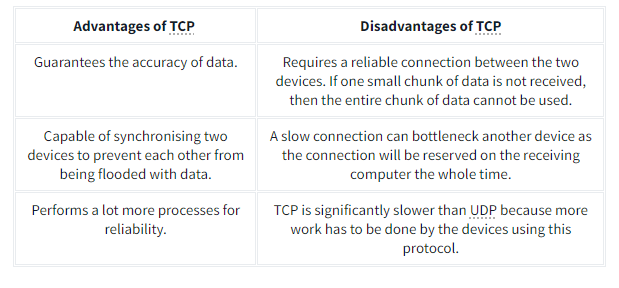 Advantages of TCP
Disadvantages of TCP
Guarantees the accuracy of data.
Requires a reliable connection between the two
devices. If one small chunk of data is not received,
then the entire chunk of data cannot be used.
Capable of synchronising two
devices to prevent each other from
being flooded with data.
A slow connection can bottleneck another device as
the connection will be reserved on the receiving
computer the whole time.
Performs a lot more processes for
reliability.
TCP is significantly slower than UDP because more
work has to be done by the devices using this
protocol.